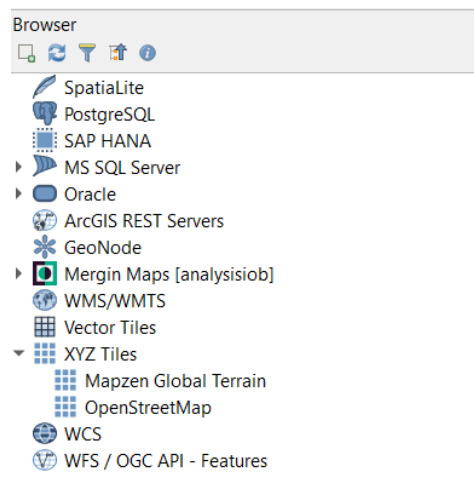 Browser
SpatiaLite
PostgreSQL
SAP HANA
MS SQL Server
Oracle
ArcGIS REST Servers
GeoNode
Mergin Maps [analysisiob]
WMS/WMTS
Vector Tiles
XYZ Tiles
Mapzen Global Terrain
OpenStreetMap
WCS
WFS / OGC API - Features